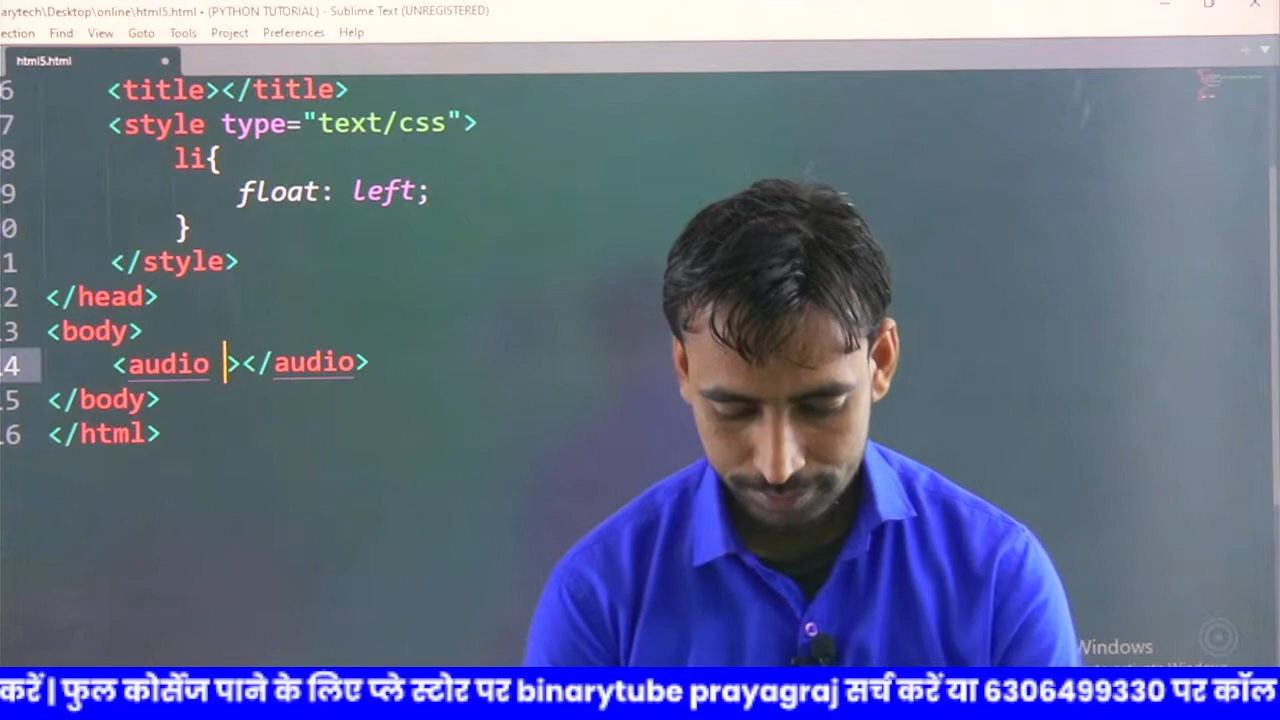 arytech\Desktop\online\html5.html • (PYTHON TUTORIAL) - Sublime Text (UNREGISTERED)
ection Find View Goto Tools Project Preferences Help
html5.html
6 <title></title>
7 <style type="text/css">
8 li{
9 float: left;
0 }
1 </style>
2 </head>
3 <body>
4 <audio ></audio>
5 </body>
16 </html>
Windows
करें | फुल कोर्सेज पाने के लिए प्ले स्टोर पर binarytube prayagraj सर्च करें या 6306499330 पर कॉल